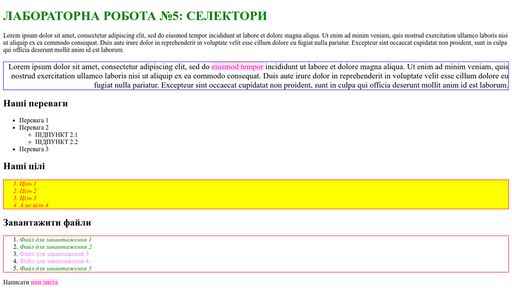 ЛАБОРАТОРНА РОБОТА №5: СЕЛЕКТОРИ
Lorem ipsum dolor sit amet, consectetur adipiscing elit, sed do eiusmod tempor incididunt ut labore et dolore magna aliqua. Ut enim ad minim veniam, quis nostrud exercitation ullamco laboris nisi
ut aliquip ex ea commodo consequat. Duis aute irure dolor in reprehenderit in voluptate velit esse cillum dolore eu fugiat nulla pariatur. Excepteur sint occaecat cupidatat non proident, sunt in culpa
qui officia deserunt mollit anim id est laborum.
Lorem ipsum dolor sit amet, consectetur adipiscing elit, sed do eiusmod tempor incididunt ut labore et dolore magna aliqua. Ut enim ad minim veniam, quis
nostrud exercitation ullamco laboris nisi ut aliquip ex ea commodo consequat. Duis aute irure dolor in reprehenderit in voluptate velit esse cillum dolore eu
fugiat nulla pariatur. Excepteur sint occaecat cupidatat non proident, sunt in culpa qui officia deserunt mollit anim id est laborum.
Наші переваги
Перевага 1
Перевага 2
ПІДПУНКТ 2.1
ПІДПУНКТ 2.2
Перевага 3
Наші цілі
1. Ціль 1
2. Ціль 2
3. Ціль 3
4. А не ціль 4
Завантажити файли
1. Файл для завантаження 1
2. Файл для завантаження 2
3. Файл для завантаження 3
4. Файл для завантаження 4
5. Файл для завантаження 5
Написати нам листа